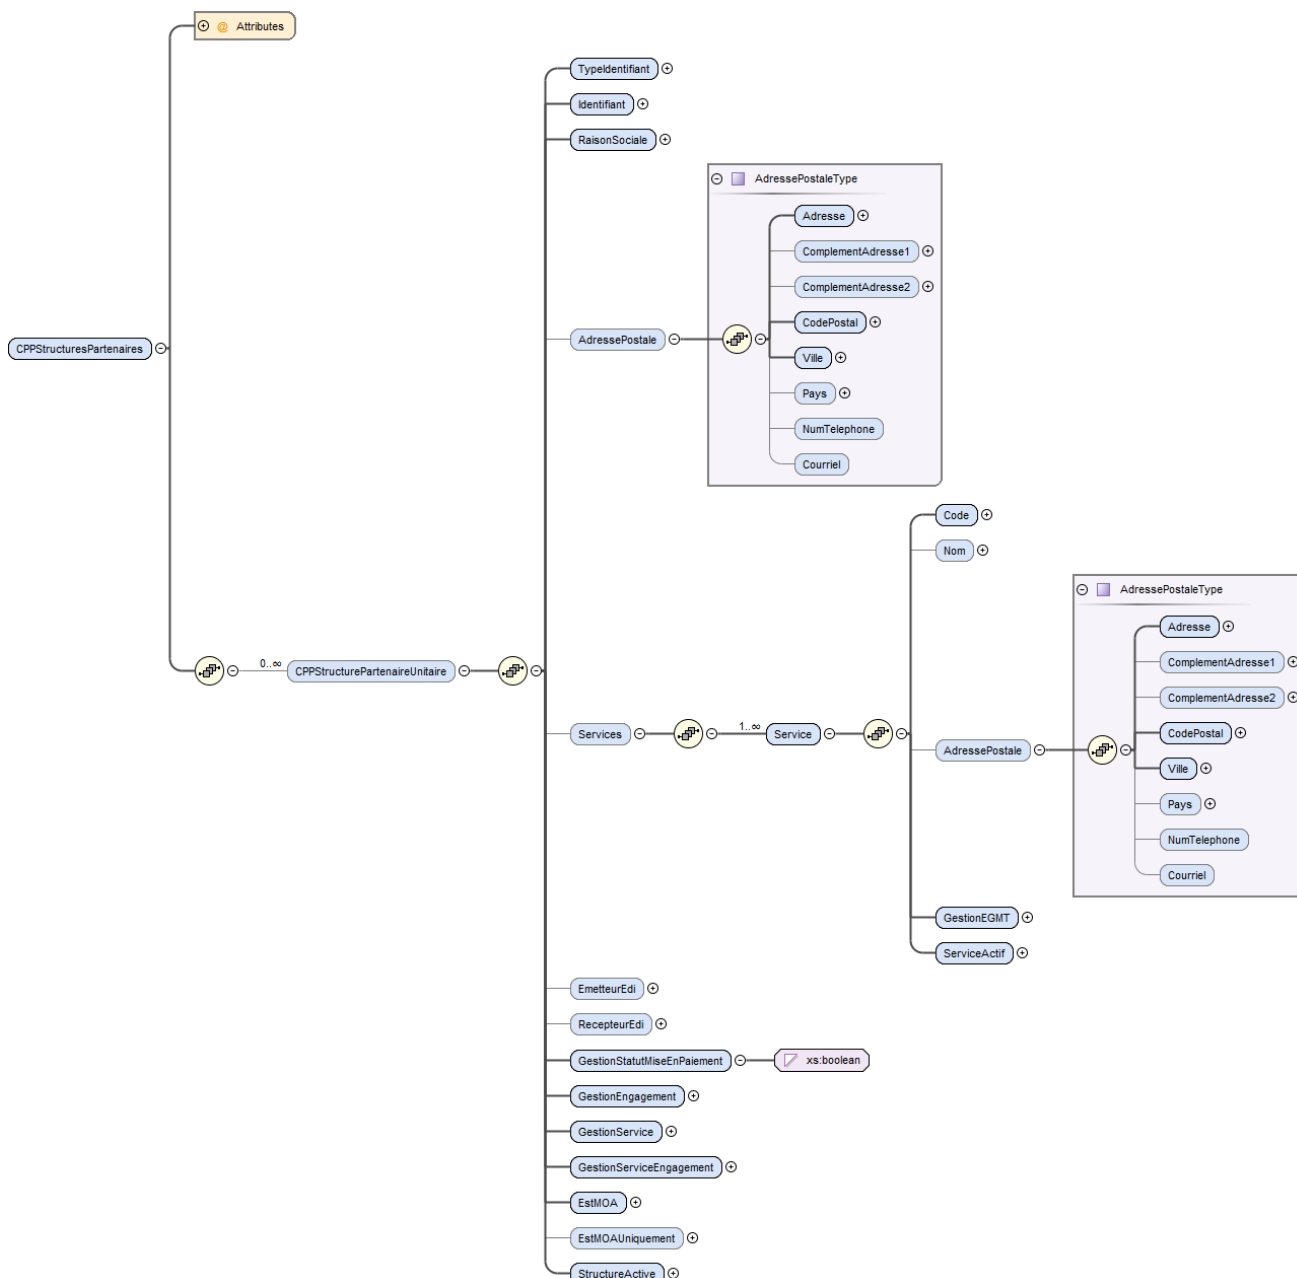 @ Attributes
TypeIdentifiant
Identifiant
RaisonSociale
AdressePostaleType
Adresse
ComplementAdresse1
ComplementAdresse2
CodePostal
AdressePostale
CPPStructuresPartenaires
Ville
Pays
NumTelephone
Courriel
Code
Nom
AdressePostaleType
Adresse
ComplementAdresse1
0..∞ CPPStructurePartenaireUnitaire
ComplementAdresse2
Services
1..∞ Service
CodePostal
AdressePostale
Ville
Pays
NumTelephone
Courriel
GestionEGMT
ServiceActif
EmetteurEdi
RecepteurEdi
GestionStatutMiseEnPaiement
xs:boolean
GestionEngagement
GestionService
GestionServiceEngagement
EstMOA
EstMOAUniquement
StructureActive